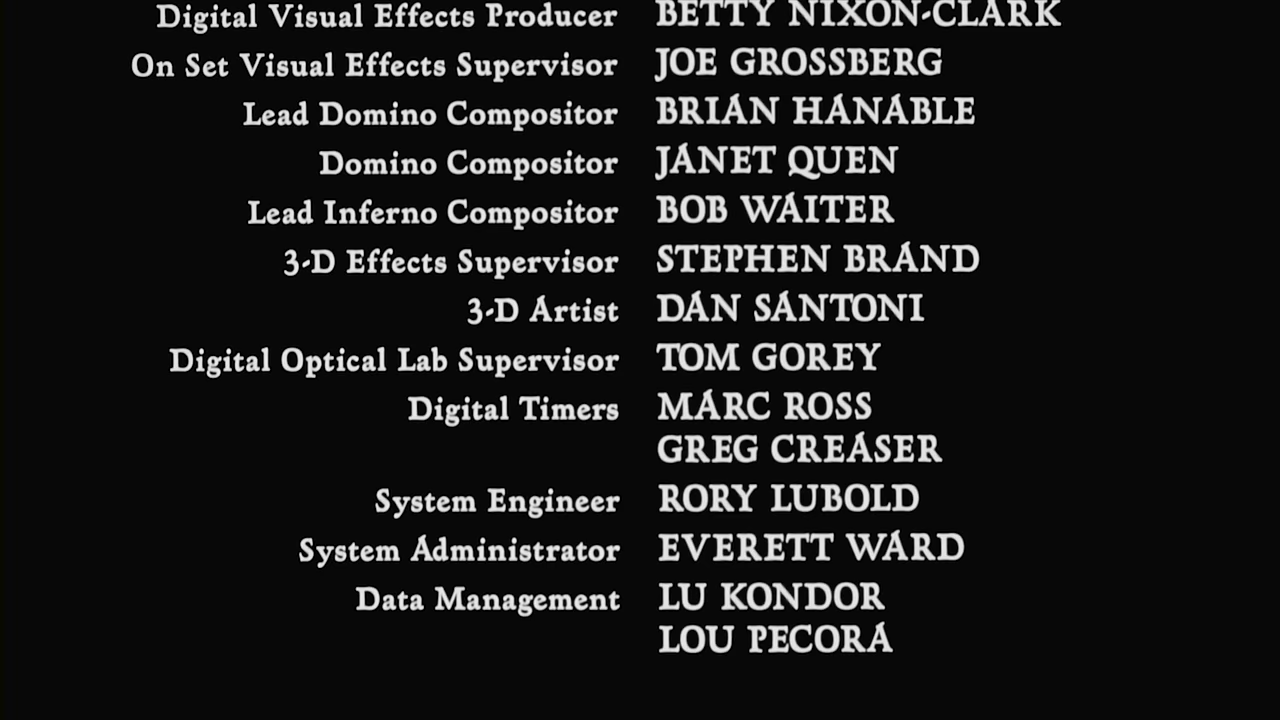 Digital Visual Effects Producer BETTY NIXON-CLARK
On Set Visual Effects Supervisor JOE GROSSBERG
Lead Domino Compositor BRIAN HANABLE
Domino Compositor JANET QUEN
Lead Inferno Compositor BOB WAITER
3-D Effects Supervisor STEPHEN BRAND
3-D Artist DAN SANTONI
Digital Optical Lab Supervisor TOM GOREY
Digital Timers MARC ROSS
GREG CREASER
System Engineer RORY LUBOLD
System Administrator EVERETT WARD
Data Management LU KONDOR
LOU PECORA